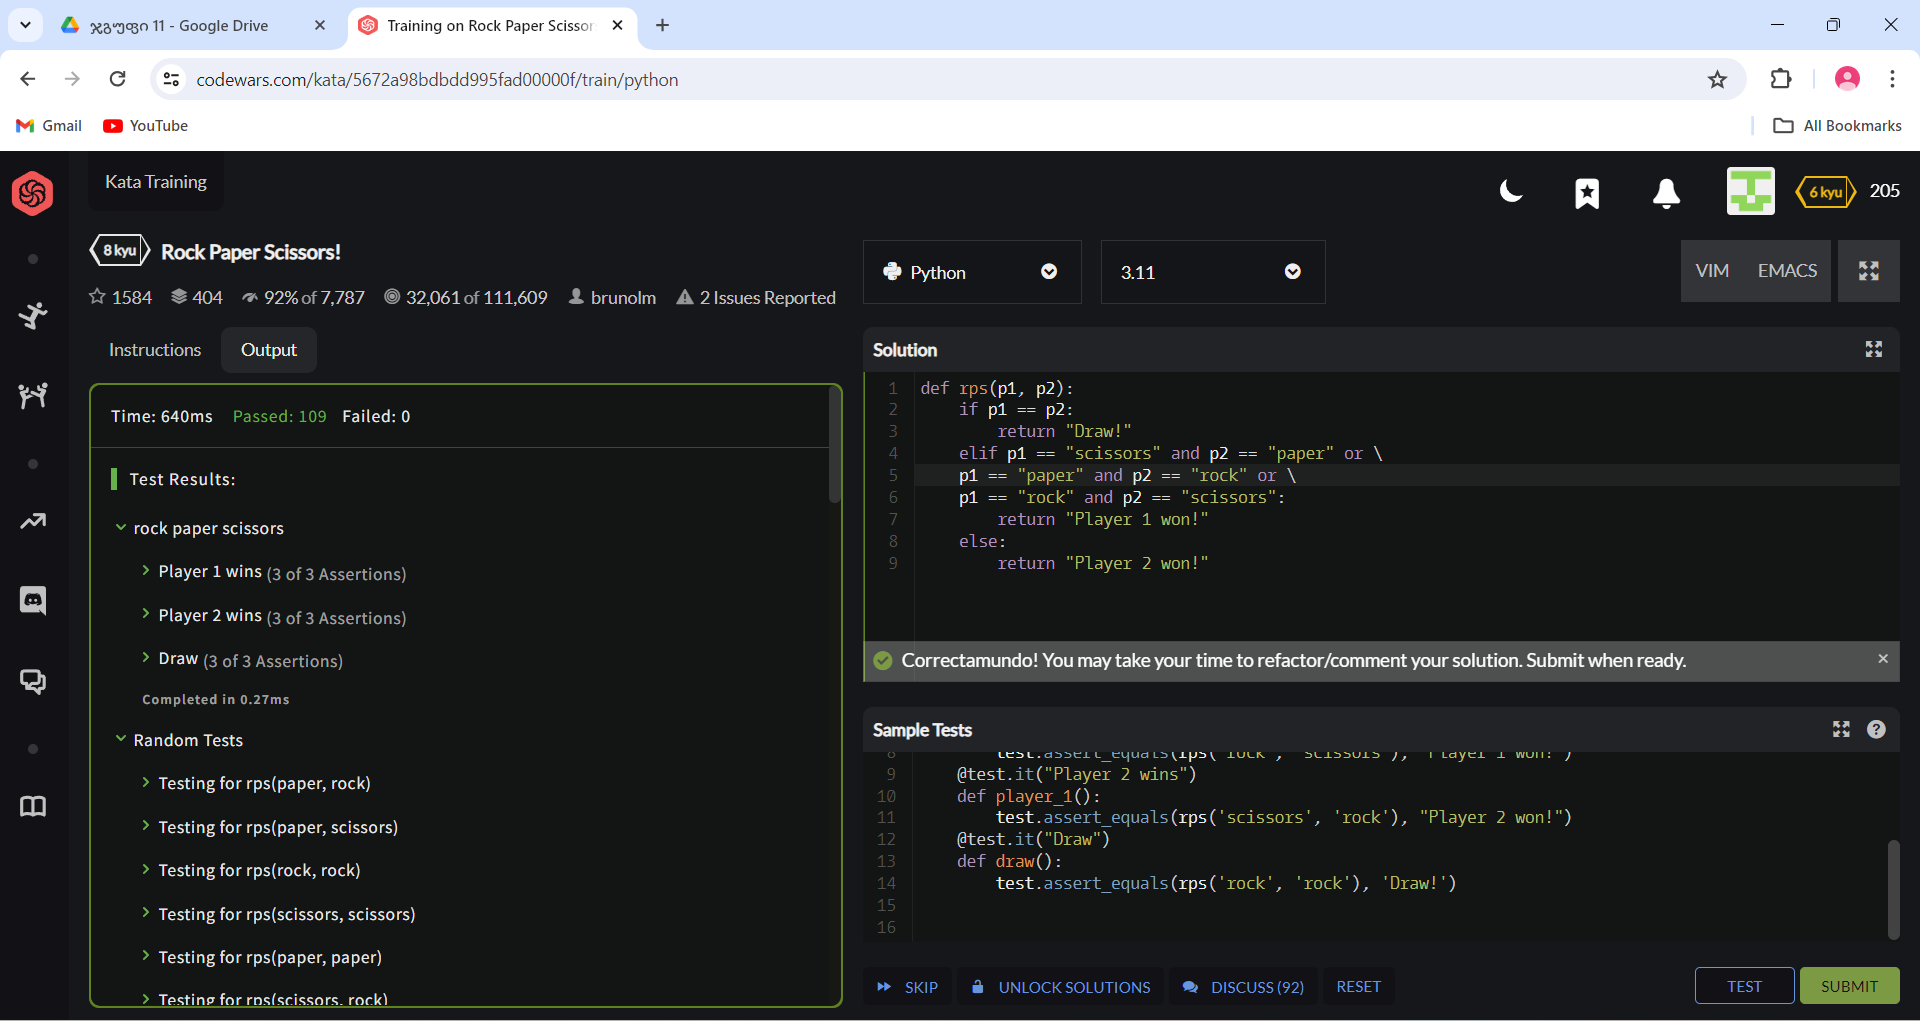 ჯგუფი 11 - Google Drive
Training on Rock Paper Scissor
codewars.com/kata/5672a98bdbdd995fad00000f/train/python
Gmail
YouTube
All Bookmarks
Kata Training
6 kyu
205
8 kyu
Rock Paper Scissors!
1584
404
92% of 7,787
32,061 of 111,609
brunolm
2 Issues Reported
Python
3.11
VIM
EMACS
Instructions
Output
Time: 640ms Passed: 109 Failed: 0
Test Results:
rock paper scissors
Player 1 wins (3 of 3 Assertions)
Player 2 wins (3 of 3 Assertions)
Draw (3 of 3 Assertions)
Completed in 0.27ms
Random Tests
Testing for rps(paper, rock)
Testing for rps(paper, scissors)
Testing for rps(rock, rock)
Testing for rps(scissors, scissors)
Testing for rps(paper, paper)
Testing for rps(scissors, rock)
Solution
1 def rps(p1, p2):
2     if p1 == p2:
3         return "Draw!"
4     elif p1 == "scissors" and p2 == "paper" or \
5     p1 == "paper" and p2 == "rock" or \
6     p1 == "rock" and p2 == "scissors":
7         return "Player 1 won!"
8     else:
9         return "Player 2 won!"
Correctamundo! You may take your time to refactor/comment your solution. Submit when ready.
Sample Tests
8         test.assert_equals(rps('rock', 'scissors'), "Player 1 won!")
9     @test.it("Player 2 wins")
10     def player_1():
11         test.assert_equals(rps('scissors', 'rock'), "Player 2 won!")
12     @test.it("Draw")
13     def draw():
14         test.assert_equals(rps('rock', 'rock'), 'Draw!')
15
16
SKIP
UNLOCK SOLUTIONS
DISCUSS (92)
RESET
TEST
SUBMIT